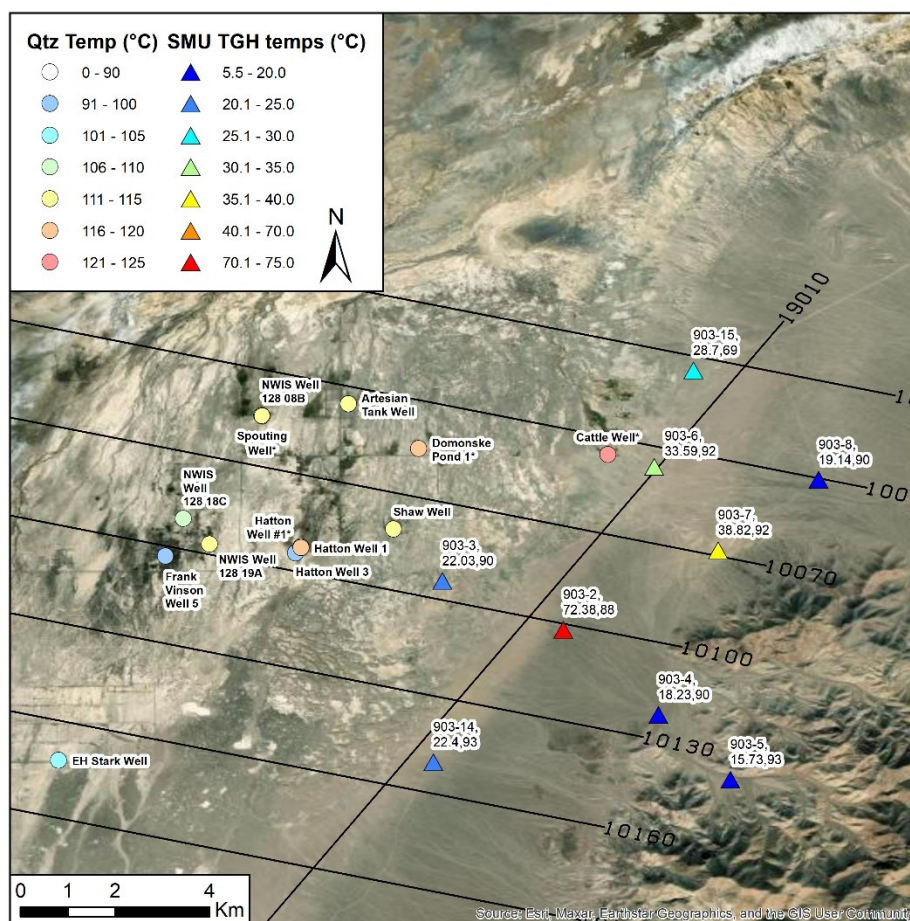 Qtz Temp (°C) SMU TGH temps (°C)
0 - 90 5.5 - 20.0
91 - 100 20.1 - 25.0
101 - 105 25.1 - 30.0
106 - 110 30.1 - 35.0
111 - 115 35.1 - 40.0
116 - 120 40.1 - 70.0
121 - 125 70.1 - 75.0
N
19010
903-15,
28.7,69
NWIS Well
128 08B
Artesian
Tank Well
Spouting
Well*
Domonske
Pond 1*
Cattle Well*
903-6,
33.59,92
903-8,
19.14,90
NWIS
Well
128 18C
Hatton
Well #1*
Shaw Well
903-7,
38.82,92
Hatton Well 1
903-3,
22.03,90
NWIS Well
128 19A
Hatton Well 3
Frank
Vinson
Well 5
10070
903-2,
72.38,88
10100
903-4,
18.23,90
903-14,
22.4,93
10130
903-5,
15.73,93
EH Stark Well
10160
0 1 2 4
Km
Source: Esri, Maxar, Earthstar Geographics, and the GIS User Communit